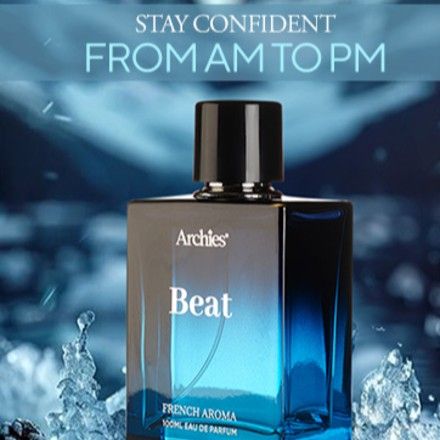 STAY CONFIDENT
FROM AM TO PM
Archies®
Beat
FRENCH AROMA
100ML EAU DE PARFUM